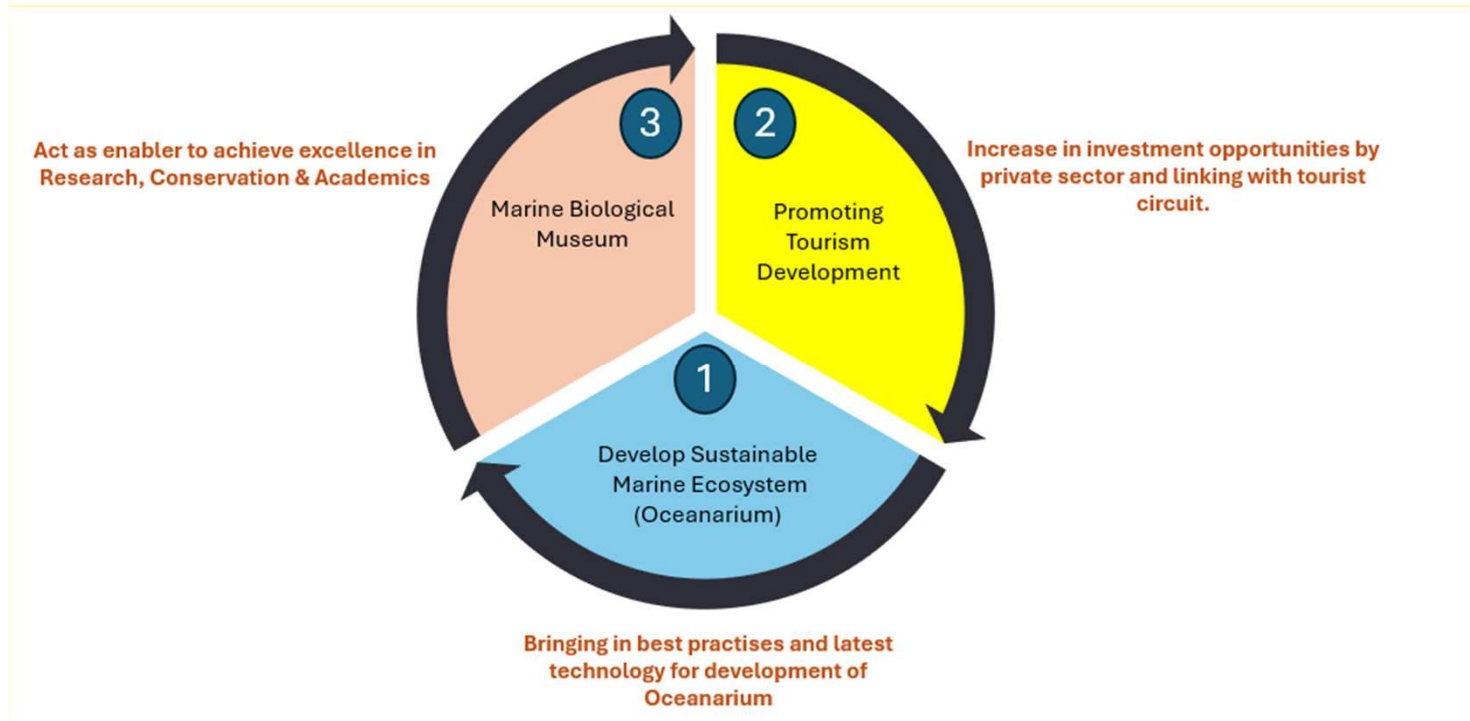 3
Marine Biological
Museum
Act as enabler to achieve excellence in
Research, Conservation & Academics
2
Promoting
Tourism
Development
Increase in investment opportunities by
private sector and linking with tourist
circuit.
1
Develop Sustainable
Marine Ecosystem
(Oceanarium)
Bringing in best practises and latest
technology for development of
Oceanarium